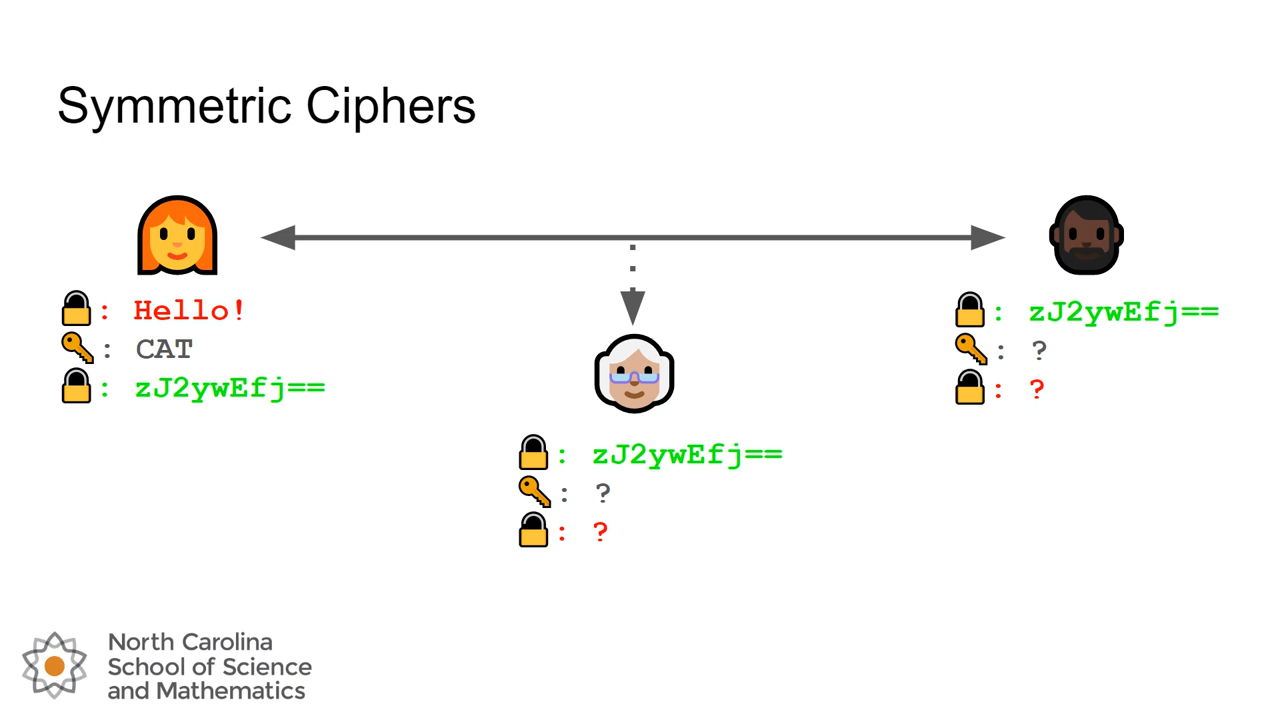 Symmetric Ciphers
: Hello!
: CAT
: zJ2ywEfj==
: zJ2ywEfj==
: ?
: ?
: zJ2ywEfj==
: ?
: ?
North Carolina
School of Science
and Mathematics